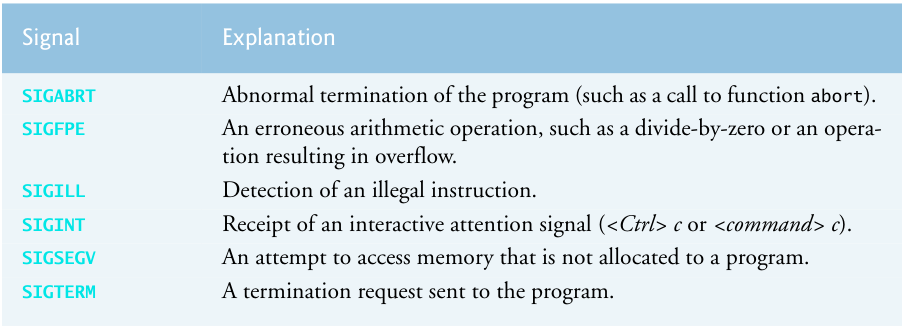 Signal Explanation
SIGABRT Abnormal termination of the program (such as a call to function abort).
SIGFPE An erroneous arithmetic operation, such as a divide-by-zero or an opera-
tion resulting in overflow.
SIGILL Detection of an illegal instruction.
SIGINT Receipt of an interactive attention signal (<Ctrl> c or <command> c).
SIGSEGV An attempt to access memory that is not allocated to a program.
SIGTERM A termination request sent to the program.